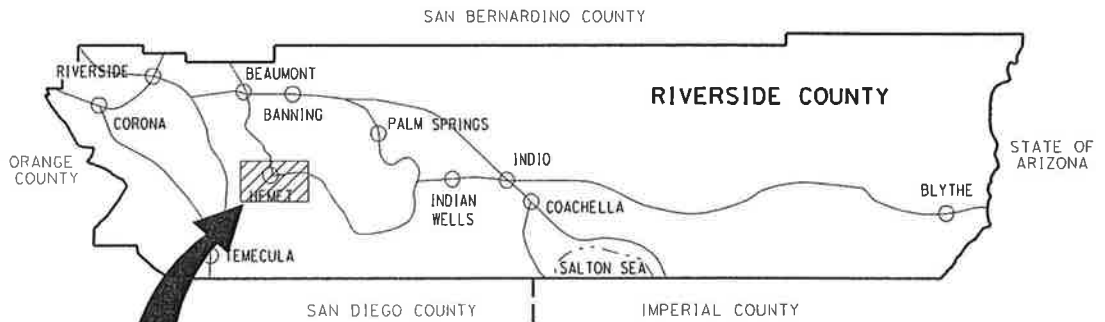 SAN BERNARDINO COUNTY
RIVERSIDE
BEAUMONT
RIVERSIDE COUNTY
BANNING
CORONA
PALM SPRINGS
ORANGE
COUNTY
STATE OF
ARIZONA
INDIO
HEMET
BLYTHE
INDIAN
WELLS
COACHELLA
TEMECULA
SALTON SEA
SAN DIEGO COUNTY
IMPERIAL COUNTY